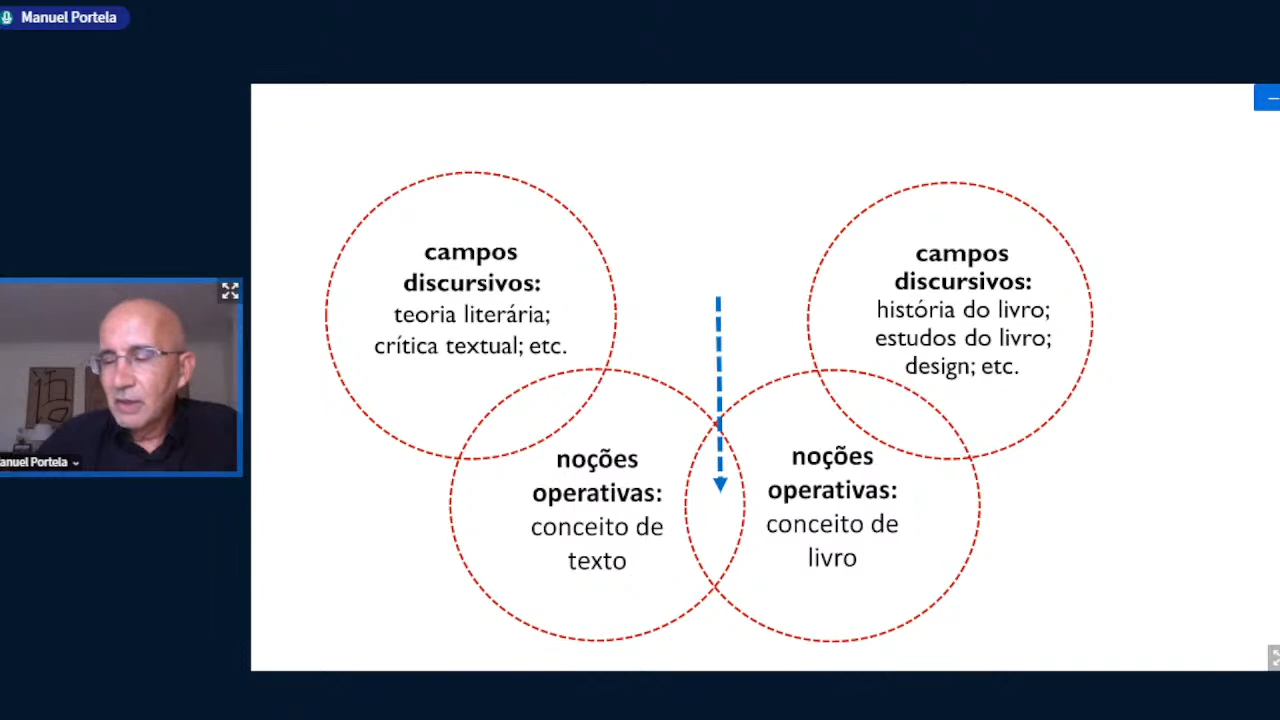 Manuel Portela
campos
discursivos:
teoria literária;
crítica textual; etc.
campos
discursivos:
história do livro;
estudos do livro;
design; etc.
noções
operativas:
conceito de
texto
noções
operativas:
conceito de
livro
anuel Portela